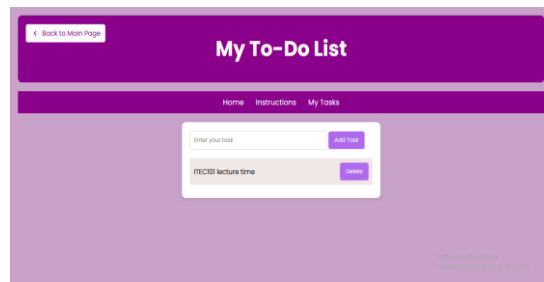 < Back to Main Page
My To-Do List
Home Instructions My Tasks
Enter your task Add Task
ITEC101 lecture time Delete